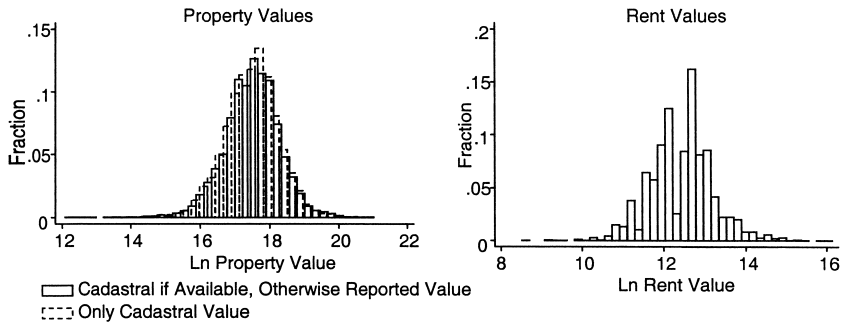 Property Values
.15
.1
.05
0
Fraction
12 14 16 18 20 22
Ln Property Value
Cadastral if Available, Otherwise Reported Value
Only Cadastral Value
Rent Values
.2
.15
.1
.05
0
Fraction
8 10 12 14 16
Ln Rent Value